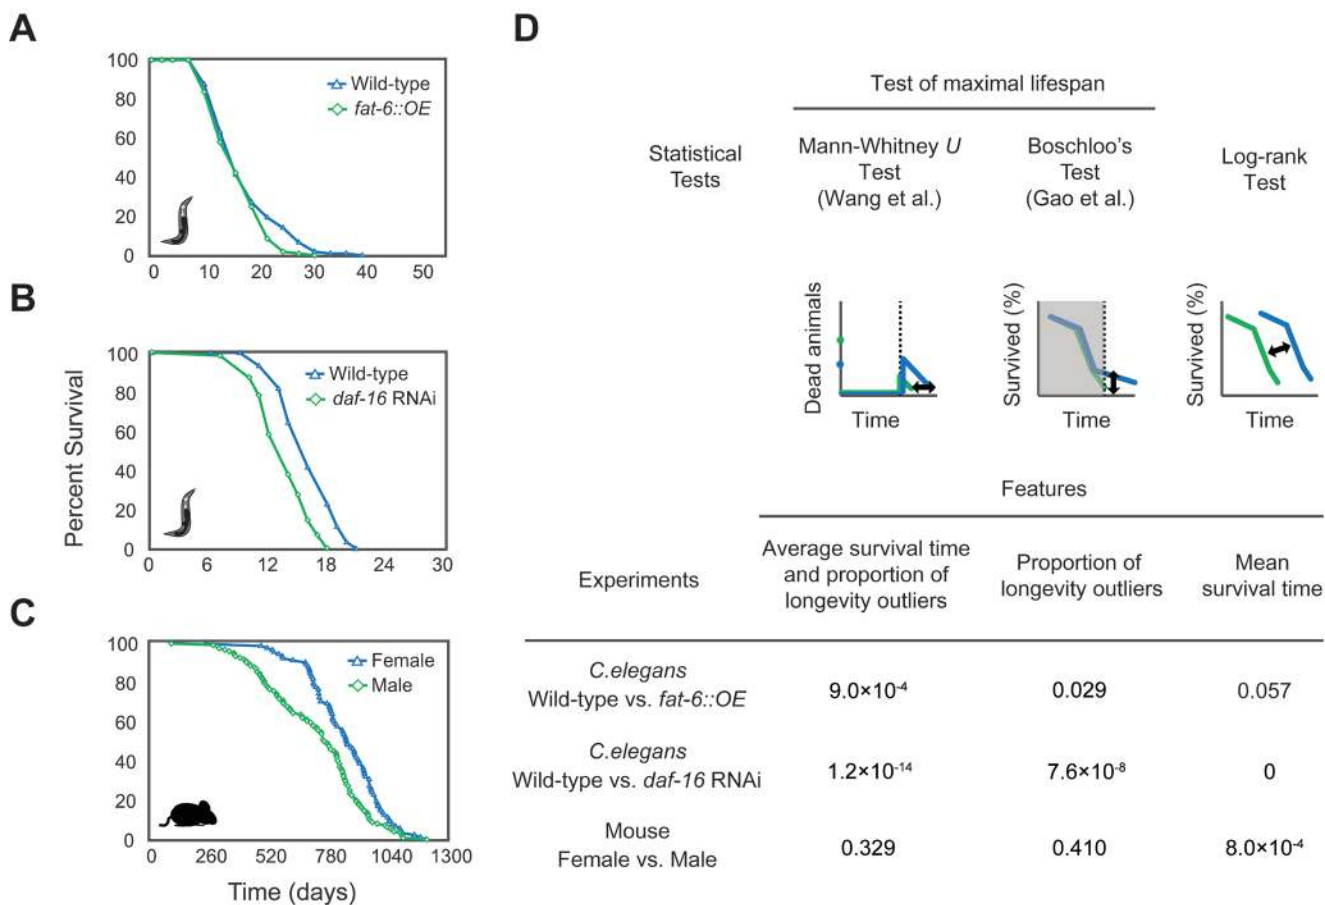 A
100
80
60
40
20
0
Wild-type
fat-6::OE
0 10 20 30 40 50
B
100
80
60
40
20
0
Wild-type
daf-16 RNAi
0 6 12 18 24 30
Percent Survival
C
100
80
60
40
20
0
Female
Male
0 260 520 780 1040 1300
Time (days)
D
Test of maximal lifespan
Statistical
Tests
Mann-Whitney U
Test
(Wang et al.)
Boschloo's
Test
(Gao et al.)
Log-rank
Test
Dead animals
Time
Survived (%)
Time
Survived (%)
Time
Features
Experiments
Average survival time
and proportion of
longevity outliers
Proportion of
longevity outliers
Mean
survival time
C.elegans
Wild-type vs. fat-6::OE
9.0×10⁻⁴
0.029
0.057
C.elegans
Wild-type vs. daf-16 RNAi
1.2×10⁻¹⁴
7.6×10⁻⁸
0
Mouse
Female vs. Male
0.329
0.410
8.0×10⁻⁴